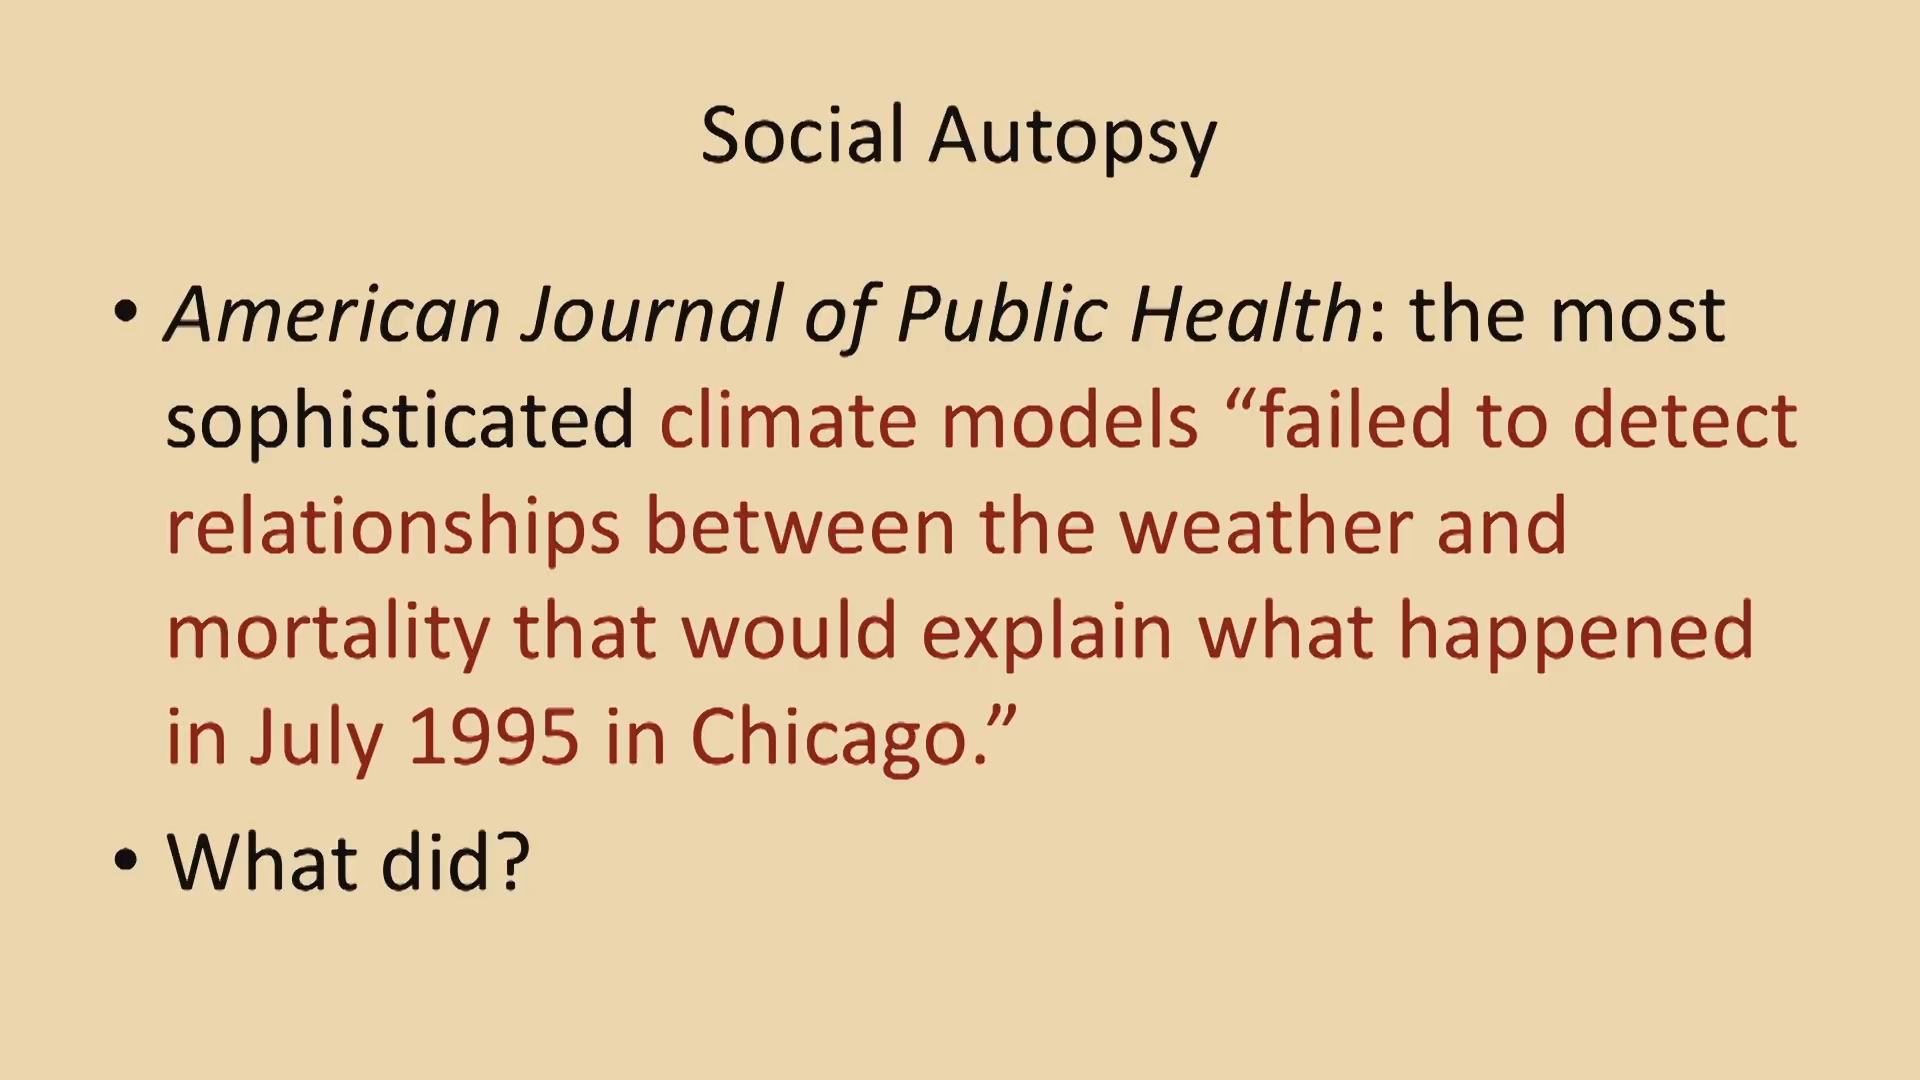 Social Autopsy
• American Journal of Public Health: the most
sophisticated climate models “failed to detect
relationships between the weather and
mortality that would explain what happened
in July 1995 in Chicago.”
• What did?